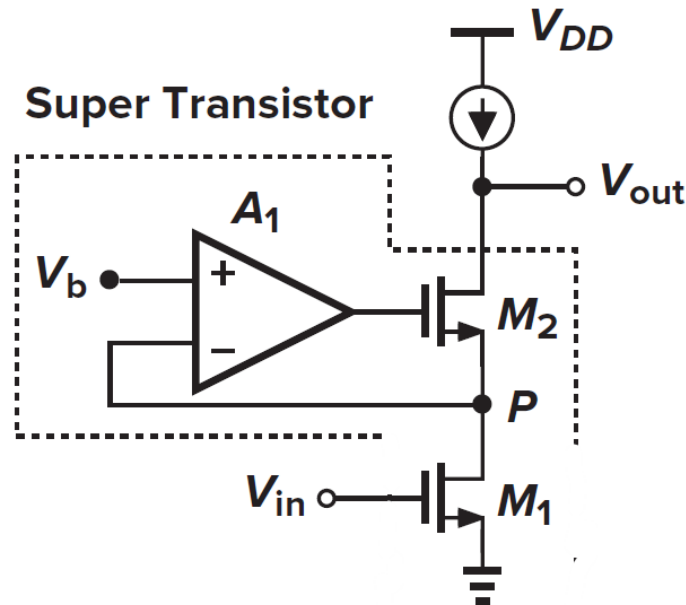 V_DD
Super Transistor
V_out
A_1
V_b
+
M_2
−
P
V_in
M_1